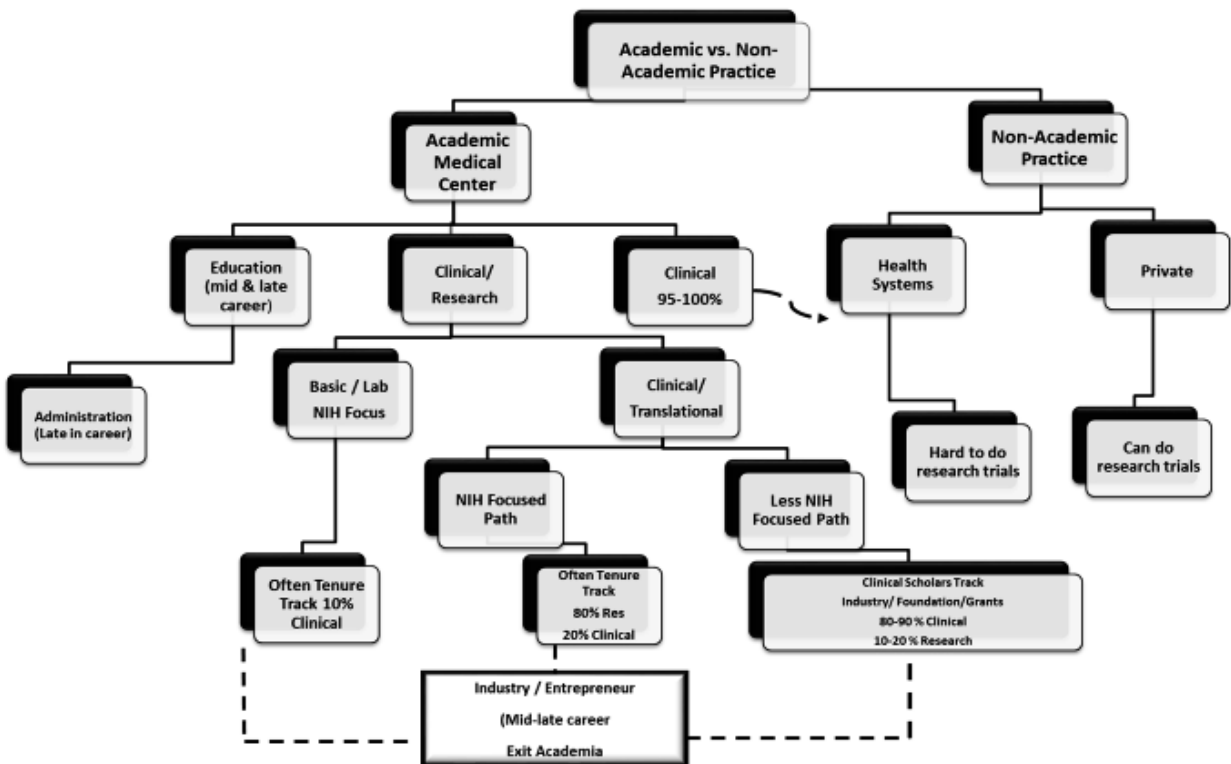 Academic vs. Non-
Academic Practice
Academic
Medical
Center
Non-Academic
Practice
Education
(mid & late
career)
Clinical/
Research
Clinical
95-100%
Health
Systems
Private
Administration
(Late in career)
Basic / Lab
NIH Focus
Clinical/
Translational
Hard to do
research trials
Can do
research trials
NIH Focused
Path
Less NIH
Focused Path
Often Tenure
Track 10%
Clinical
Often Tenure
Track
80% Res
20% Clinical
Clinical Scholars Track
Industry/ Foundation/Grants
80-90 % Clinical
10-20 % Research
Industry / Entrepreneur
(Mid-late career
Exit Academia